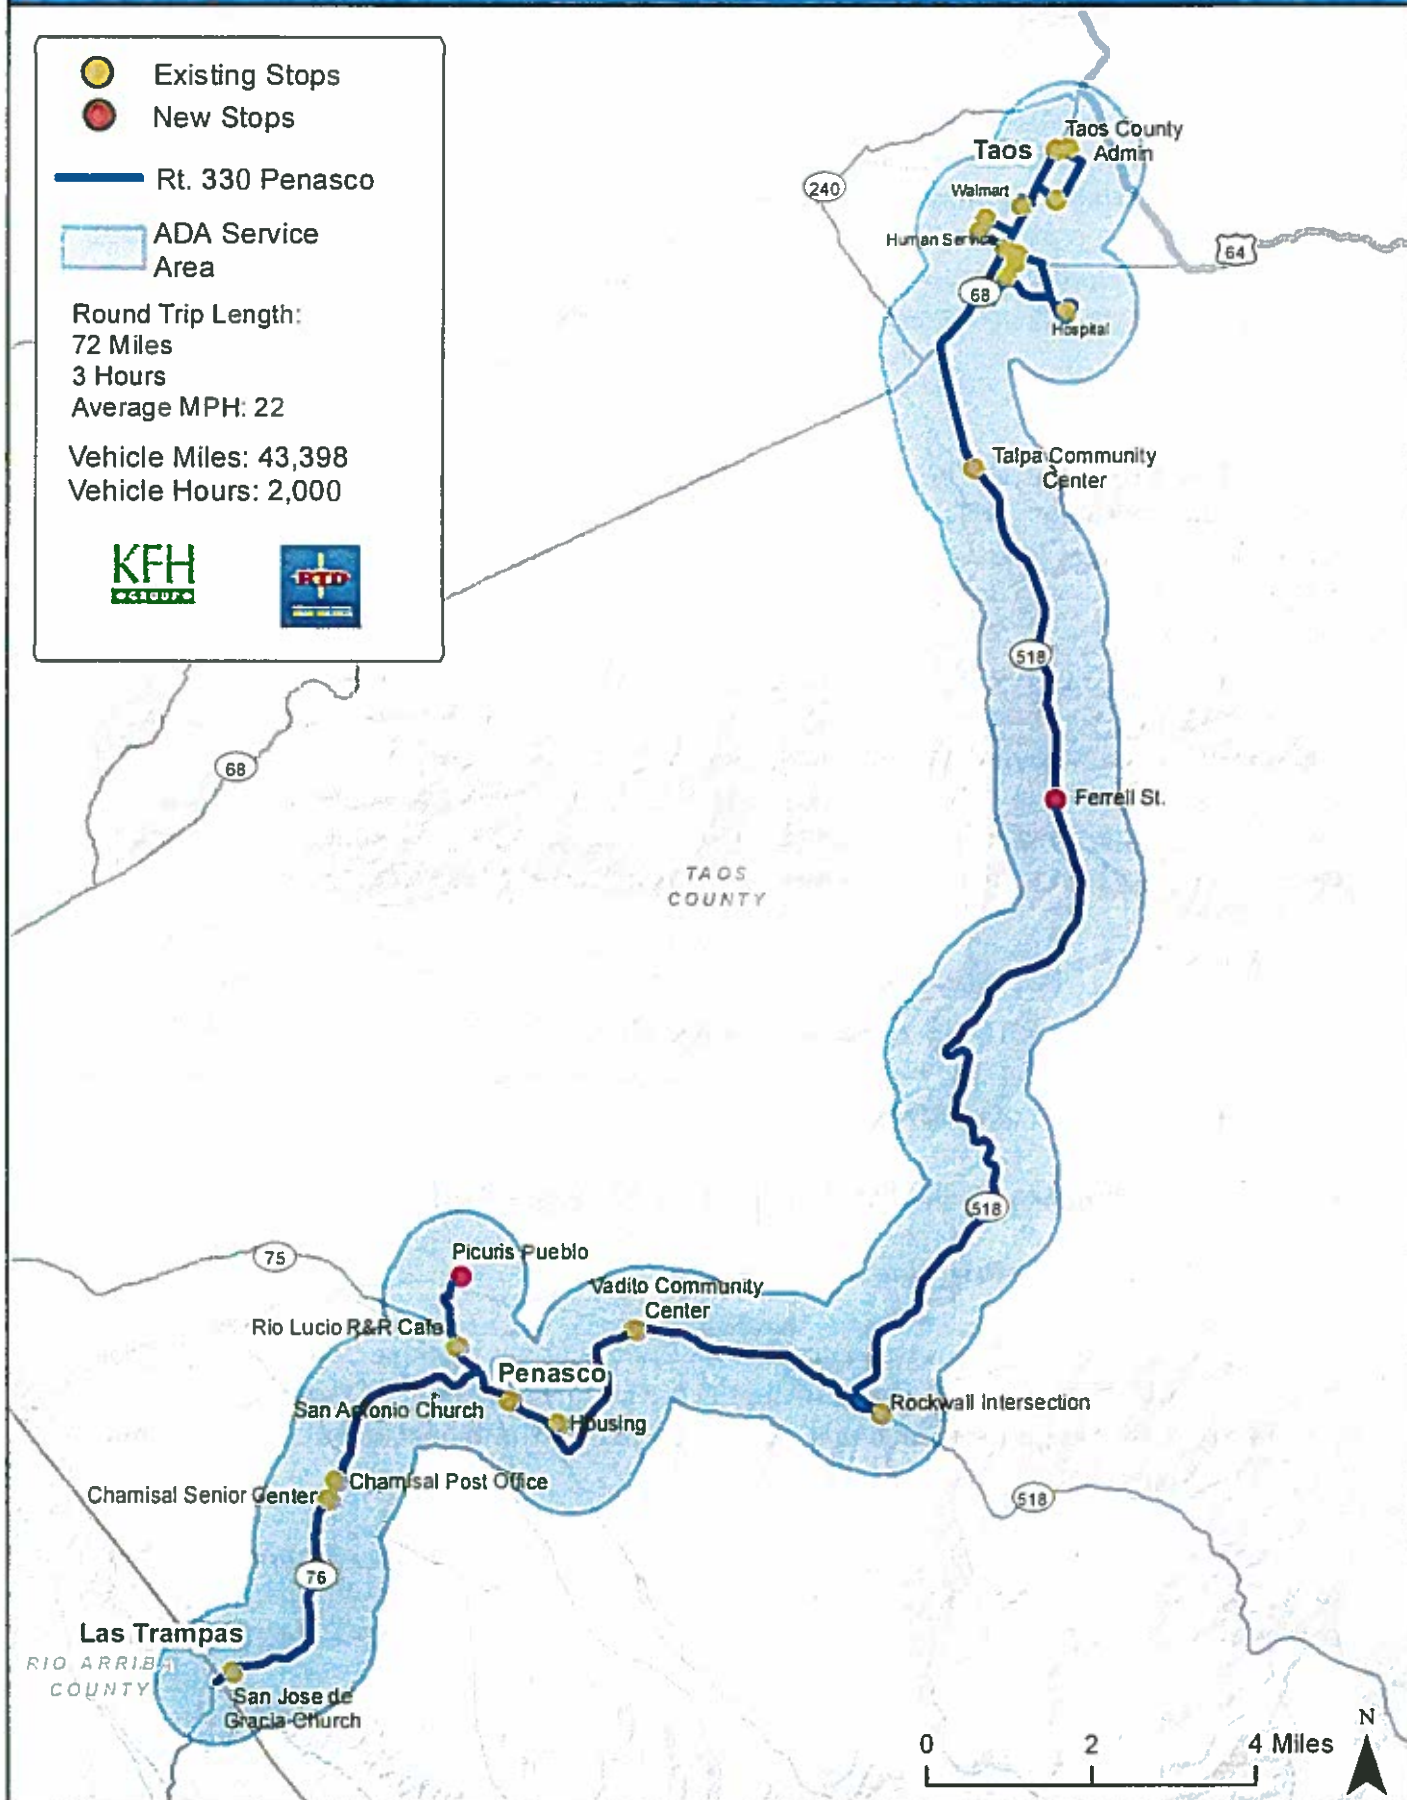 Existing Stops
New Stops
Rt. 330 Penasco
ADA Service
Area
Round Trip Length:
72 Miles
3 Hours
Average MPH: 22
Vehicle Miles: 43,398
Vehicle Hours: 2,000
KFH
GROUP
RTD
Taos County
Admin
Taos
240
Walmart
Human Service
64
68
Hospital
Talpa Community
Center
518
68
Ferrell St.
TAOS
COUNTY
518
75
Picuris Pueblo
Vadito Community
Center
Rio Lucio R&R Cafe
Penasco
San Antonio Church
Housing
Rockwall Intersection
Chamisal Post Office
Chamisal Senior Center
518
76
Las Trampas
RIO ARRIBA
COUNTY
San Jose de
Gracia Church
0 2 4 Miles
N